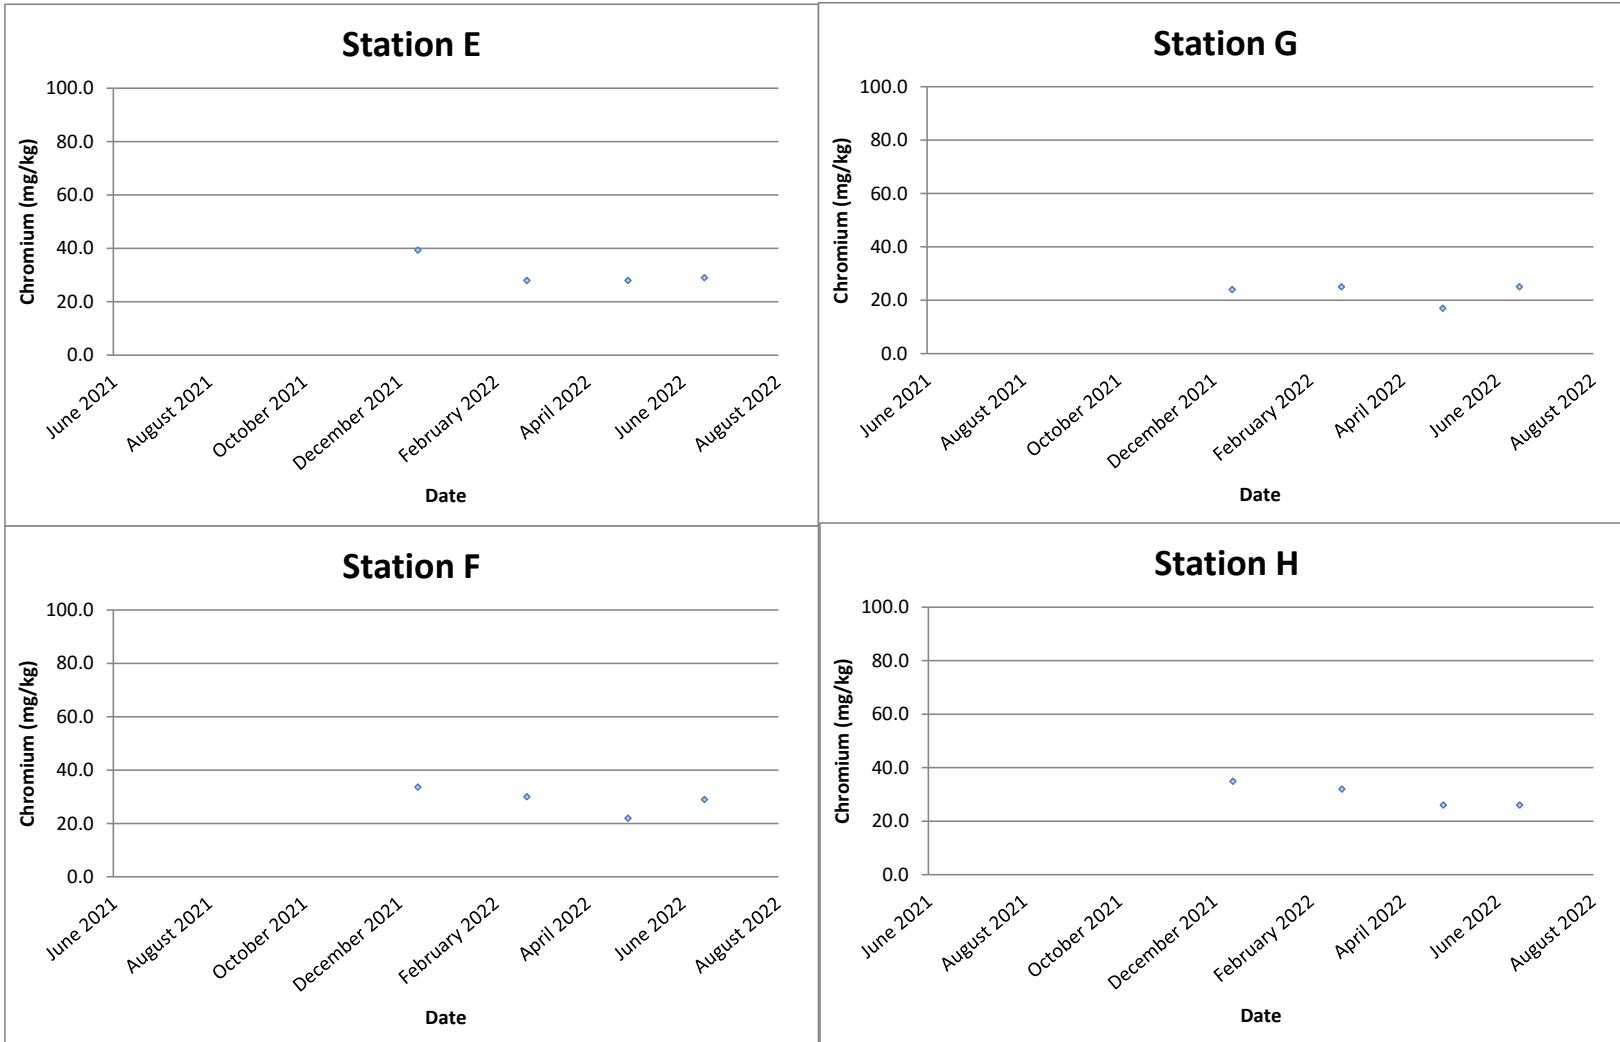 Station E
100.0
80.0
60.0
40.0
20.0
0.0
Chromium (mg/kg)
June 2021
August 2021
October 2021
December 2021
February 2022
April 2022
June 2022
August 2022
Date
Station G
100.0
80.0
60.0
40.0
20.0
0.0
Chromium (mg/kg)
June 2021
August 2021
October 2021
December 2021
February 2022
April 2022
June 2022
August 2022
Date
Station F
100.0
80.0
60.0
40.0
20.0
0.0
Chromium (mg/kg)
June 2021
August 2021
October 2021
December 2021
February 2022
April 2022
June 2022
August 2022
Date
Station H
100.0
80.0
60.0
40.0
20.0
0.0
Chromium (mg/kg)
June 2021
August 2021
October 2021
December 2021
February 2022
April 2022
June 2022
August 2022
Date